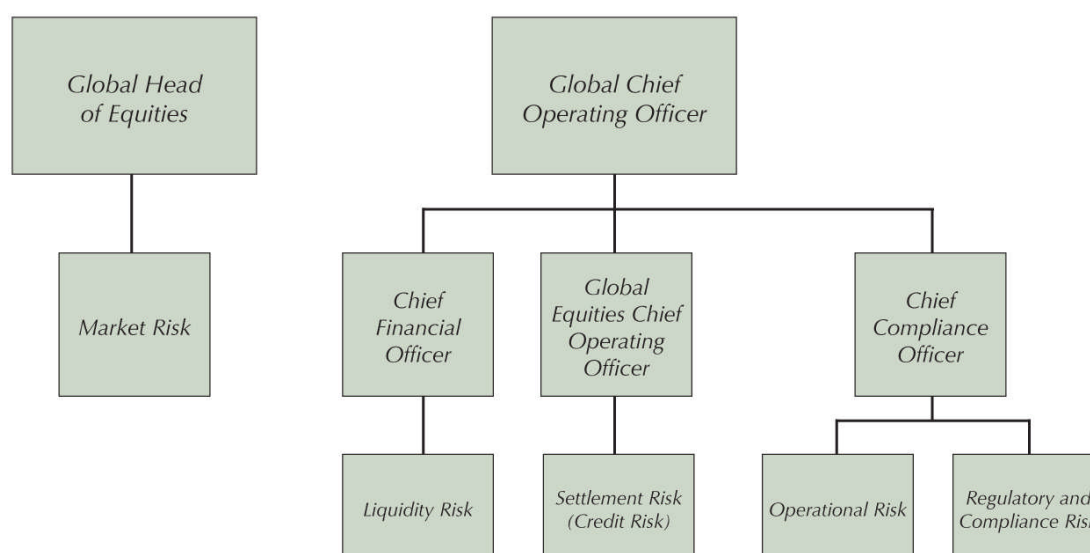 Global Head
of Equities
Global Chief
Operating Officer
Market Risk
Chief
Financial
Officer
Global
Equities Chief
Operating
Officer
Chief
Compliance
Officer
Liquidity Risk
Settlement Risk
(Credit Risk)
Operational Risk
Regulatory and
Compliance Risk